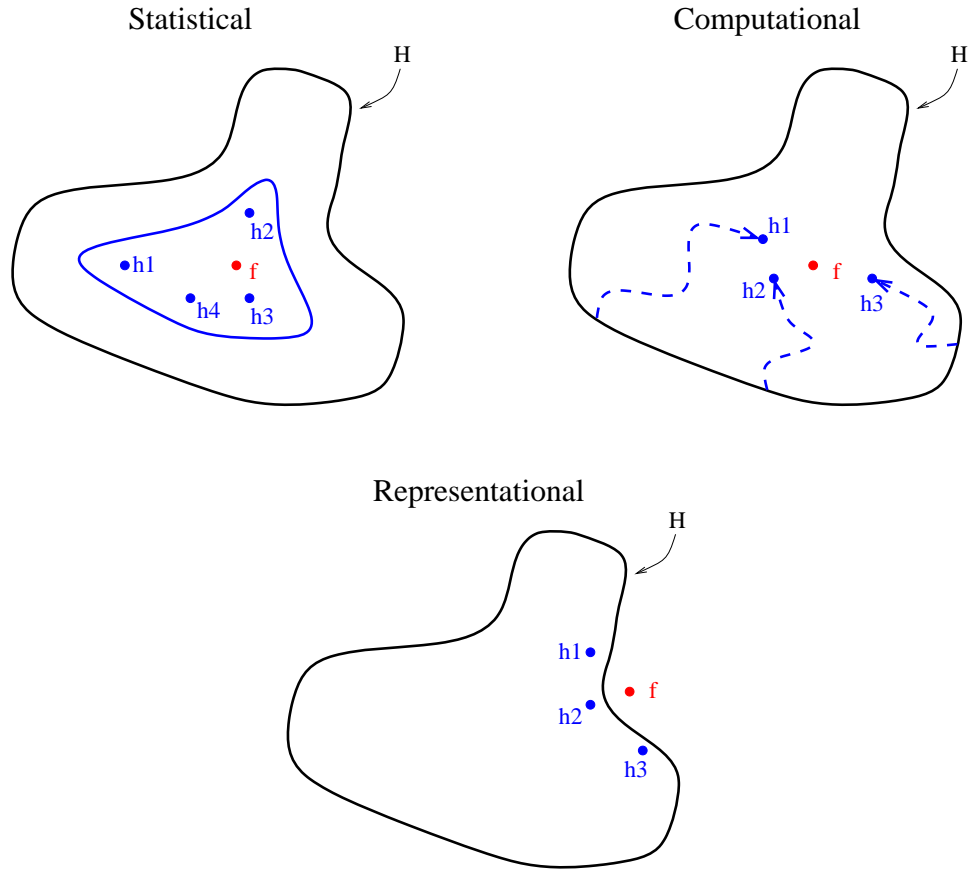 Statistical
H
h2
h1
f
h4
h3
Computational
H
h1
f
h2
h3
Representational
H
h1
f
h2
h3